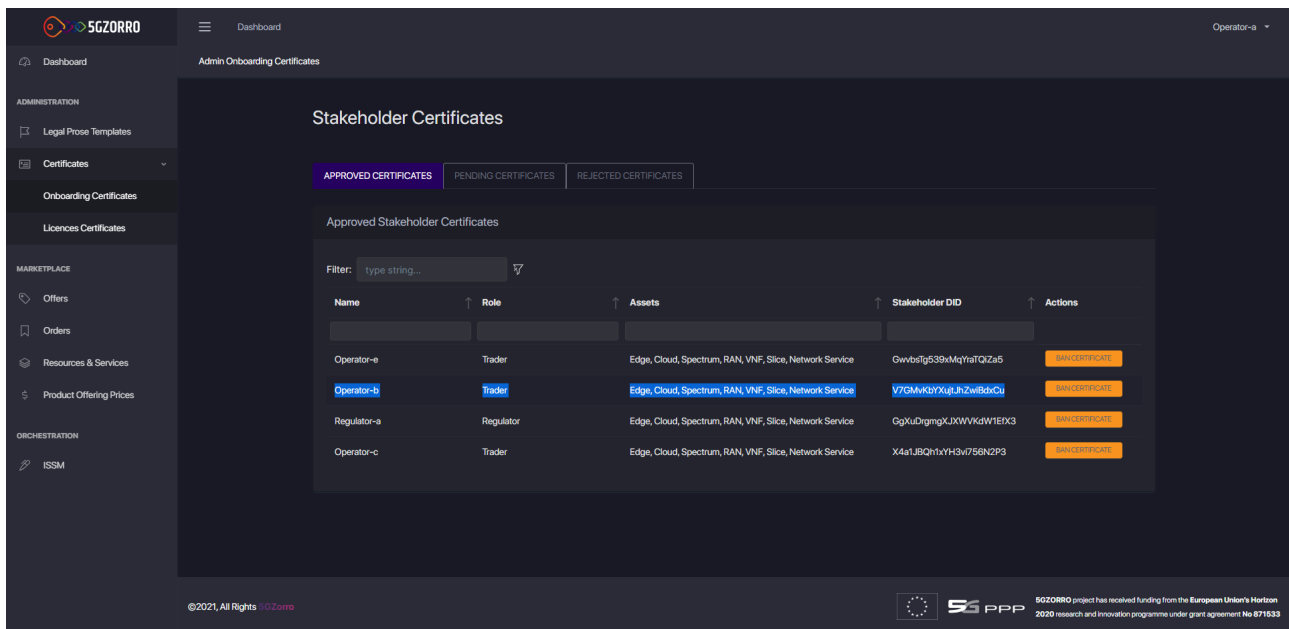 5GZORRO
Dashboard
Operator-a
Dashboard
Admin Onboarding Certificates
ADMINISTRATION
Legal Prose Templates
Certificates
Onboarding Certificates
Licences Certificates
MARKETPLACE
Offers
Orders
Resources & Services
Product Offering Prices
ORCHESTRATION
ISSM
Stakeholder Certificates
APPROVED CERTIFICATES PENDING CERTIFICATES REJECTED CERTIFICATES
Approved Stakeholder Certificates
Filter: type string...
Name Role Assets Stakeholder DID Actions
Operator-e Trader Edge, Cloud, Spectrum, RAN, VNF, Slice, Network Service GwvbsTg539xMqYraTQiZa5 BAN CERTIFICATE
Operator-b Trader Edge, Cloud, Spectrum, RAN, VNF, Slice, Network Service V7GMvKbYXujtJhZwiBdxCu BAN CERTIFICATE
Regulator-a Regulator Edge, Cloud, Spectrum, RAN, VNF, Slice, Network Service GgXuDrgmgXJXWVKdW1EfX3 BAN CERTIFICATE
Operator-c Trader Edge, Cloud, Spectrum, RAN, VNF, Slice, Network Service X4a1JBQh1xYH3vi756N2P3 BAN CERTIFICATE
©2021, All Rights 5GZorro
5G PPP
5GZORRO project has received funding from the European Union's Horizon
2020 research and innovation programme under grant agreement No 871533